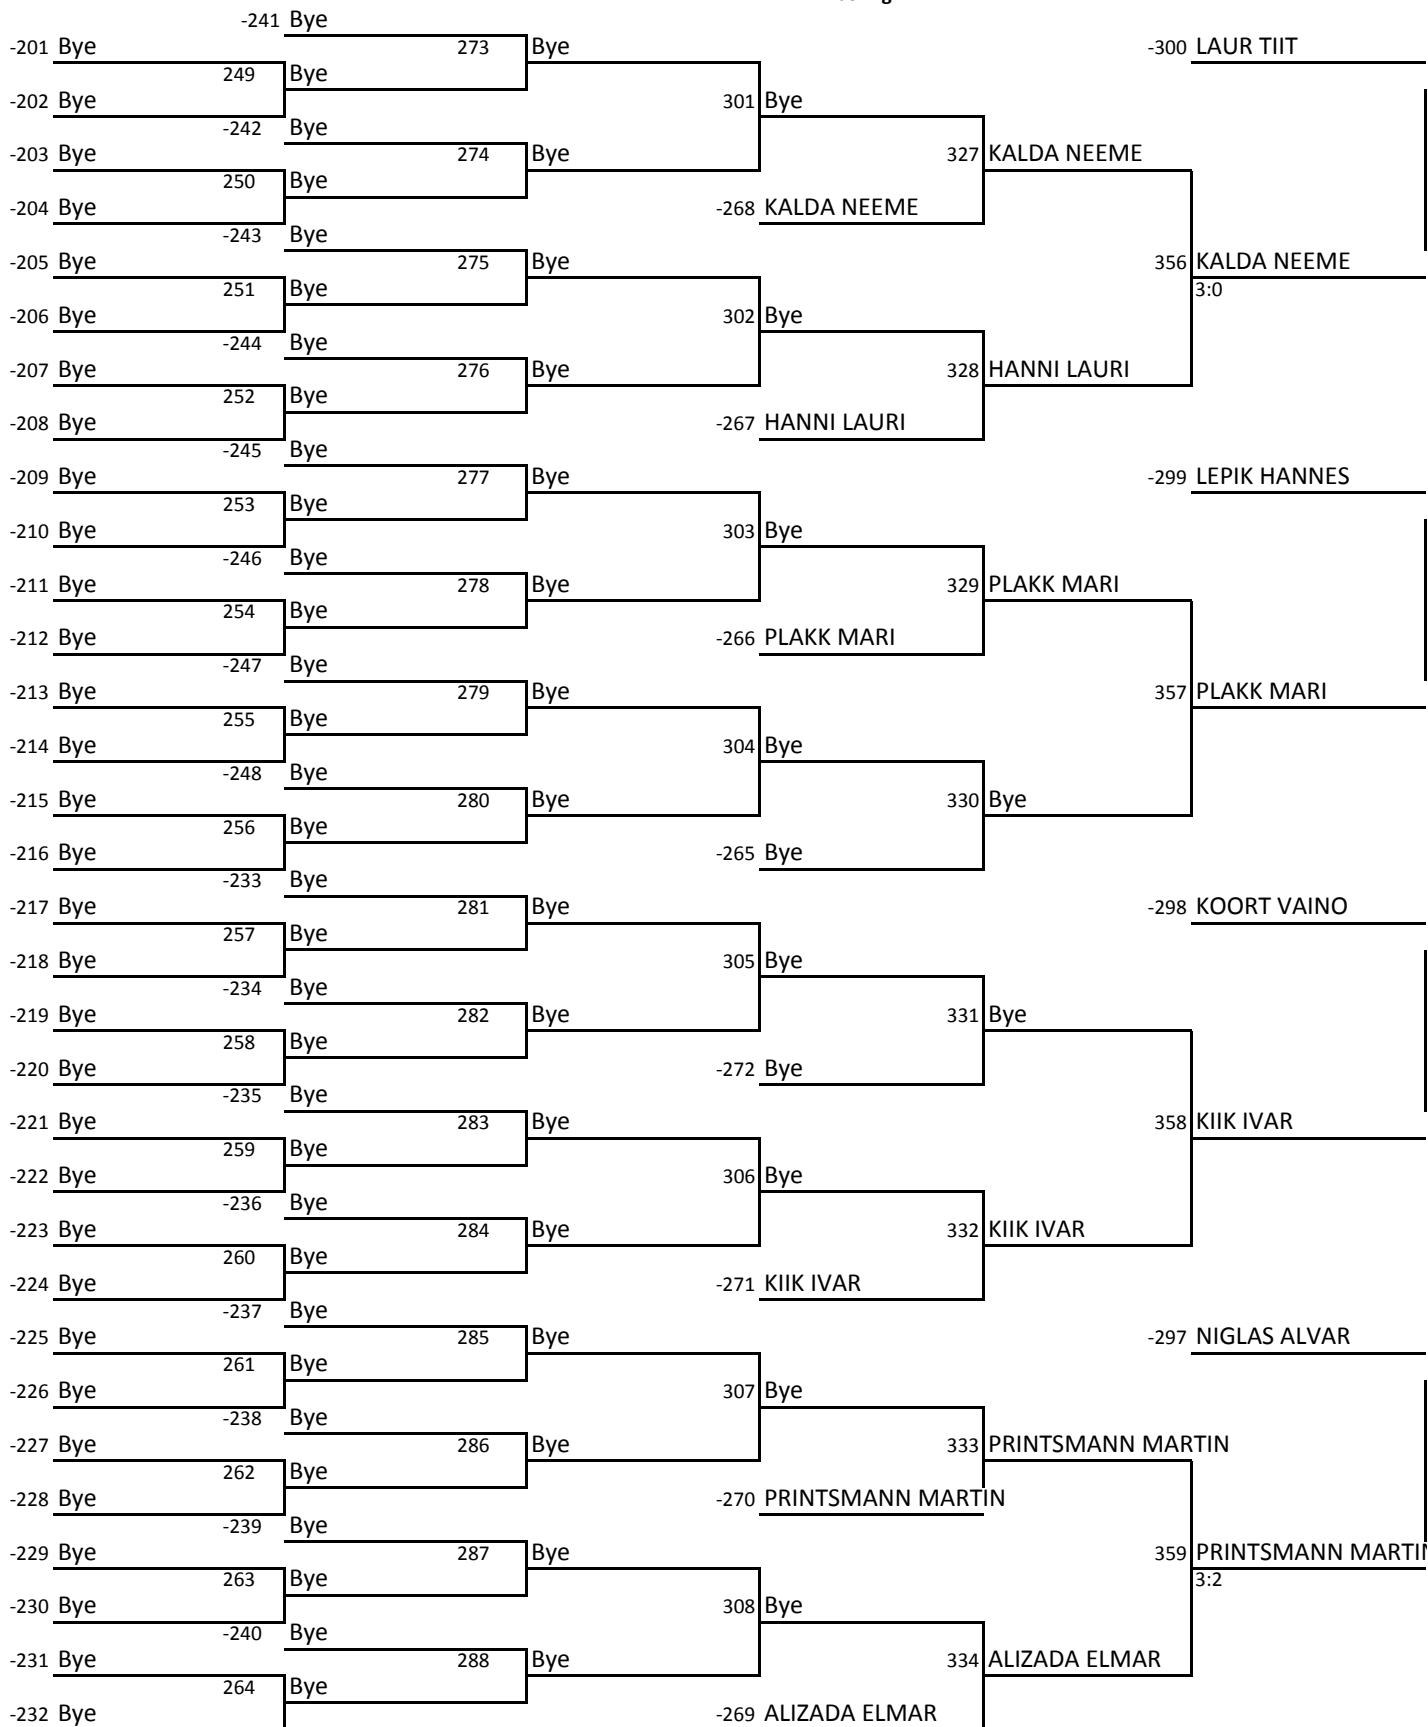 -241 Bye
-201 Bye 273 Bye -300 LAUR TIIT
249 Bye
-202 Bye 301 Bye
-242 Bye
-203 Bye 274 Bye 327 KALDA NEEME
250 Bye
-204 Bye -268 KALDA NEEME
-243 Bye
-205 Bye 275 Bye 356 KALDA NEEME
251 Bye 3:0
-206 Bye 302 Bye
-244 Bye
-207 Bye 276 Bye 328 HANNI LAURI
252 Bye
-208 Bye -267 HANNI LAURI
-245 Bye
-209 Bye 277 Bye -299 LEPIK HANNES
253 Bye
-210 Bye 303 Bye
-246 Bye
-211 Bye 278 Bye 329 PLAKK MARI
254 Bye
-212 Bye -266 PLAKK MARI
-247 Bye
-213 Bye 279 Bye 357 PLAKK MARI
255 Bye
-214 Bye 304 Bye
-248 Bye
-215 Bye 280 Bye 330 Bye
256 Bye
-216 Bye -265 Bye
-233 Bye
-217 Bye 281 Bye -298 KOORT VAINO
257 Bye
-218 Bye 305 Bye
-234 Bye
-219 Bye 282 Bye 331 Bye
258 Bye
-220 Bye -272 Bye
-235 Bye
-221 Bye 283 Bye 358 KIIK IVAR
259 Bye
-222 Bye 306 Bye
-236 Bye
-223 Bye 284 Bye 332 KIIK IVAR
260 Bye
-224 Bye -271 KIIK IVAR
-237 Bye
-225 Bye 285 Bye -297 NIGLAS ALVAR
261 Bye
-226 Bye 307 Bye
-238 Bye
-227 Bye 286 Bye 333 PRINTSMANN MARTIN
262 Bye
-228 Bye -270 PRINTSMANN MARTIN
-239 Bye
-229 Bye 287 Bye 359 PRINTSMANN MARTIN
263 Bye 3:2
-230 Bye 308 Bye
-240 Bye
-231 Bye 288 Bye 334 ALIZADA ELMAR
264 Bye
-232 Bye -269 ALIZADA ELMAR